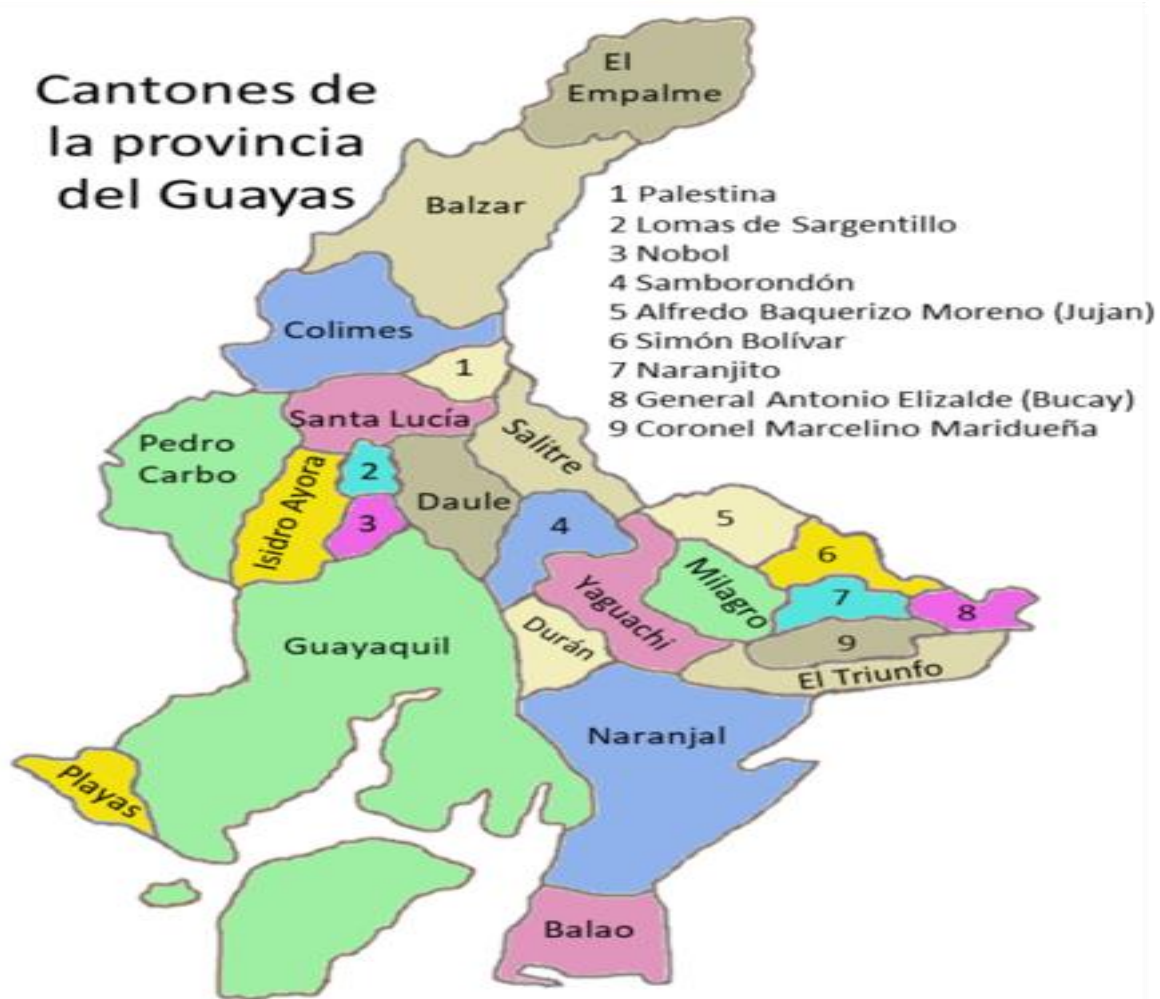 Cantones de
la provincia
del Guayas
El
Empalme
Balzar
1 Palestina
2 Lomas de Sargentillo
3 Nobol
4 Samborondón
5 Alfredo Baquerizo Moreno (Jujan)
6 Simón Bolívar
7 Naranjito
8 General Antonio Elizalde (Bucay)
9 Coronel Marcelino Maridueña
Colimes
1
Santa Lucía
Salitre
Pedro
Carbo
Isidro Ayora
2
Daule
3
4
5
6
Milagro
7
8
Yaguachi
Durán
9
El Triunfo
Guayaquil
Naranjal
Playas
Balao